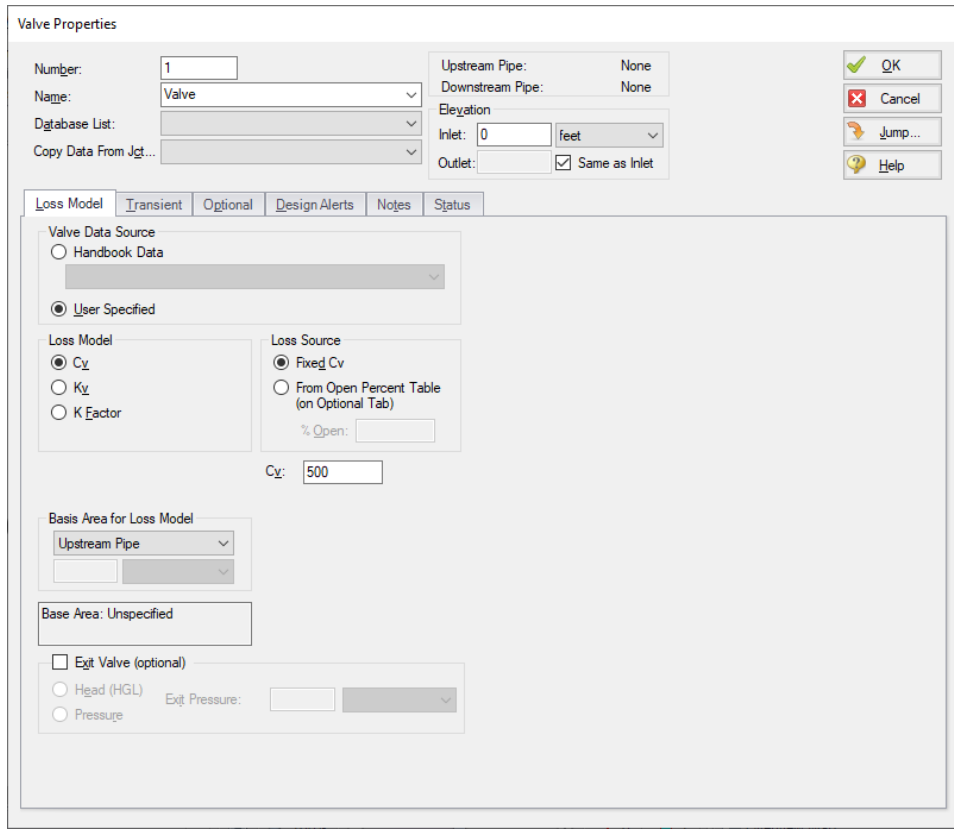 Valve Properties
Number:
1
Name:
Valve
Database List:
Copy Data From Jct...
Upstream Pipe:
None
Downstream Pipe:
None
Elevation
Inlet:
0
feet
Outlet:
Same as Inlet
OK
Cancel
Jump...
Help
Loss Model
Transient
Optional
Design Alerts
Notes
Status
Valve Data Source
Handbook Data
User Specified
Loss Model
Cv
Kv
K Factor
Loss Source
Fixed Cv
From Open Percent Table
(on Optional Tab)
% Open:
Cv:
500
Basis Area for Loss Model
Upstream Pipe
Base Area: Unspecified
Exit Valve (optional)
Head (HGL)
Pressure
Exit Pressure: